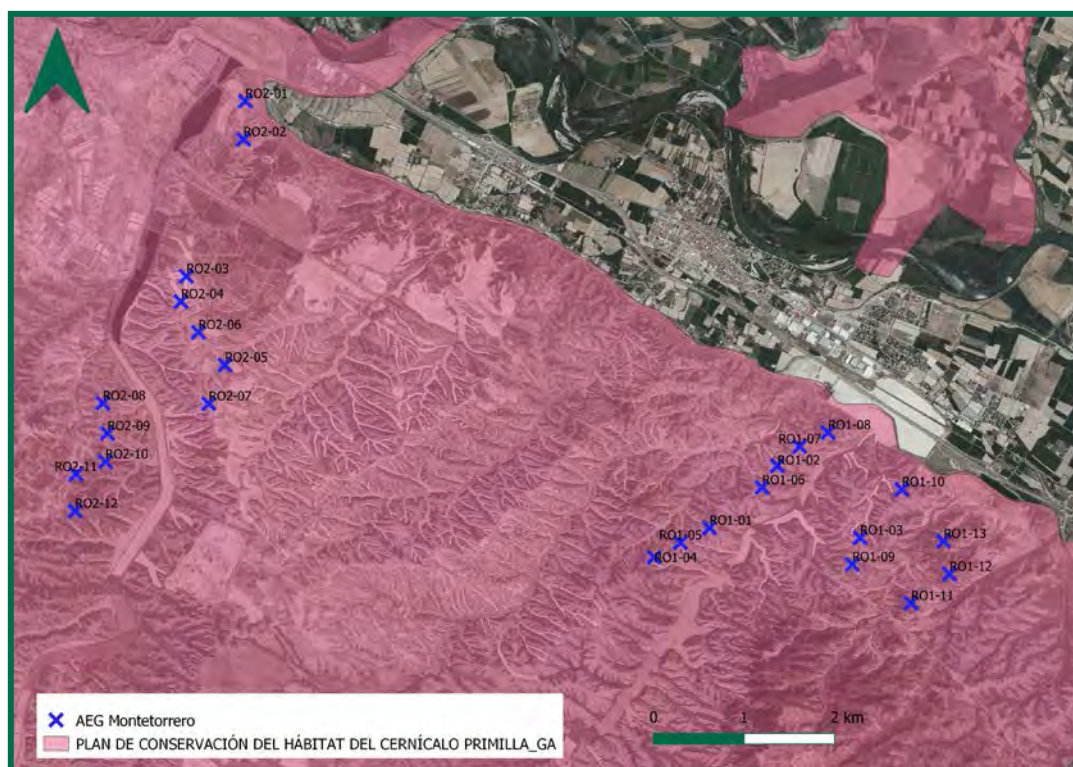 RO2-01
RO2-02
RO2-03
RO2-04
RO2-06
RO2-05
RO2-08
RO2-07
RO2-09
RO2-10
RO2-11
RO2-12
RO1-08
RO1-07
RO1-02
RO1-06
RO1-10
RO1-01
RO1-03
RO1-13
RO1-05
RO1-04
RO1-09
RO1-12
RO1-11
AEG Montetorrero
PLAN DE CONSERVACIÓN DEL HÁBITAT DEL CERNÍCALO PRIMILLA_GA
0 1 2 km